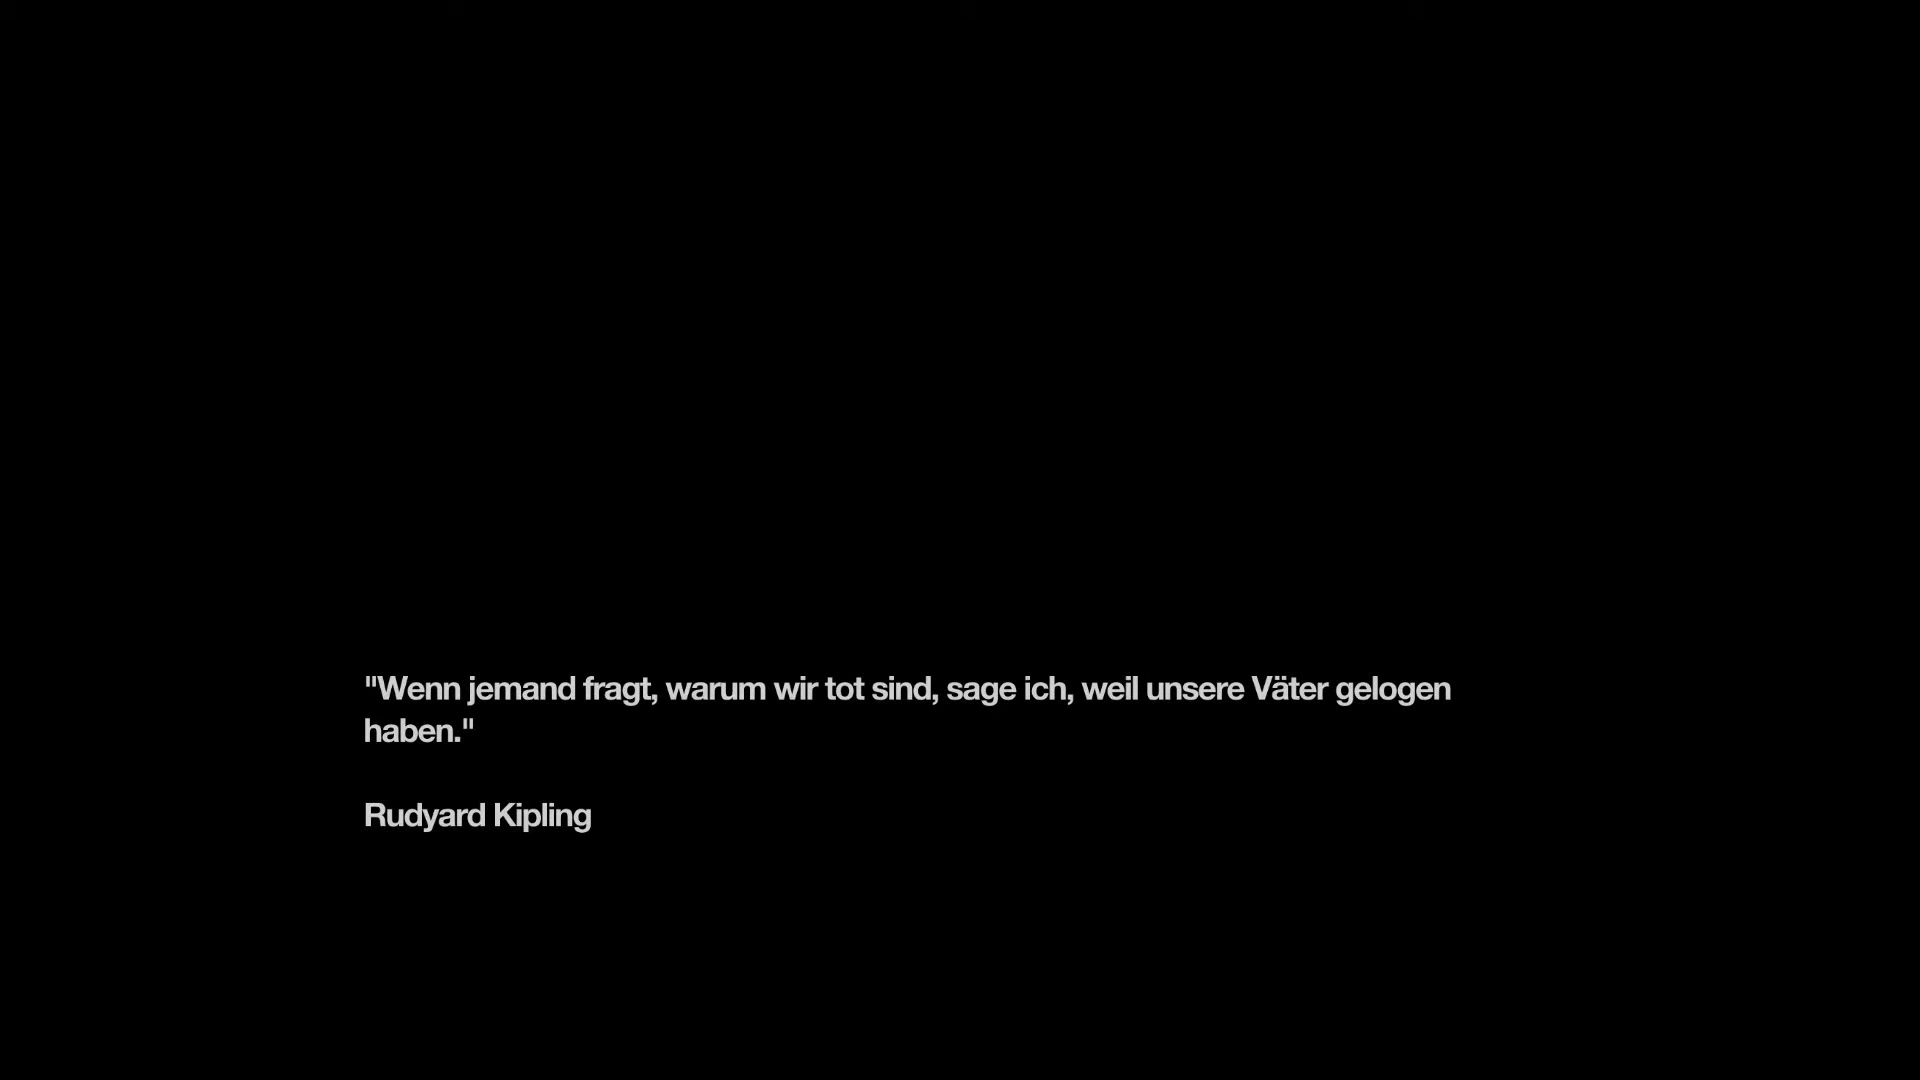 "Wenn jemand fragt, warum wir tot sind, sage ich, weil unsere Väter gelogen
haben."
Rudyard Kipling